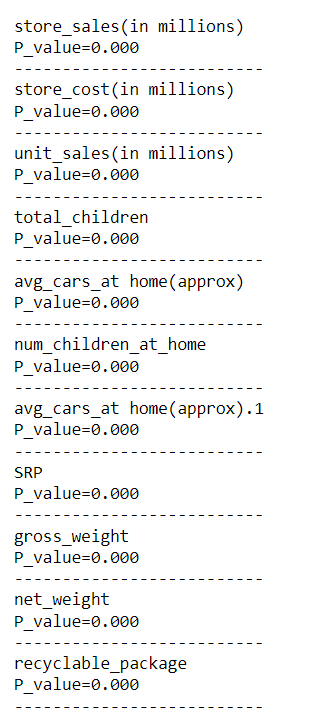 store_sales(in millions)
P_value=0.000
--------------------------
store_cost(in millions)
P_value=0.000
--------------------------
unit_sales(in millions)
P_value=0.000
--------------------------
total_children
P_value=0.000
--------------------------
avg_cars_at home(approx)
P_value=0.000
--------------------------
num_children_at_home
P_value=0.000
--------------------------
avg_cars_at home(approx).1
P_value=0.000
--------------------------
SRP
P_value=0.000
--------------------------
gross_weight
P_value=0.000
--------------------------
net_weight
P_value=0.000
--------------------------
recyclable_package
P_value=0.000
--------------------------